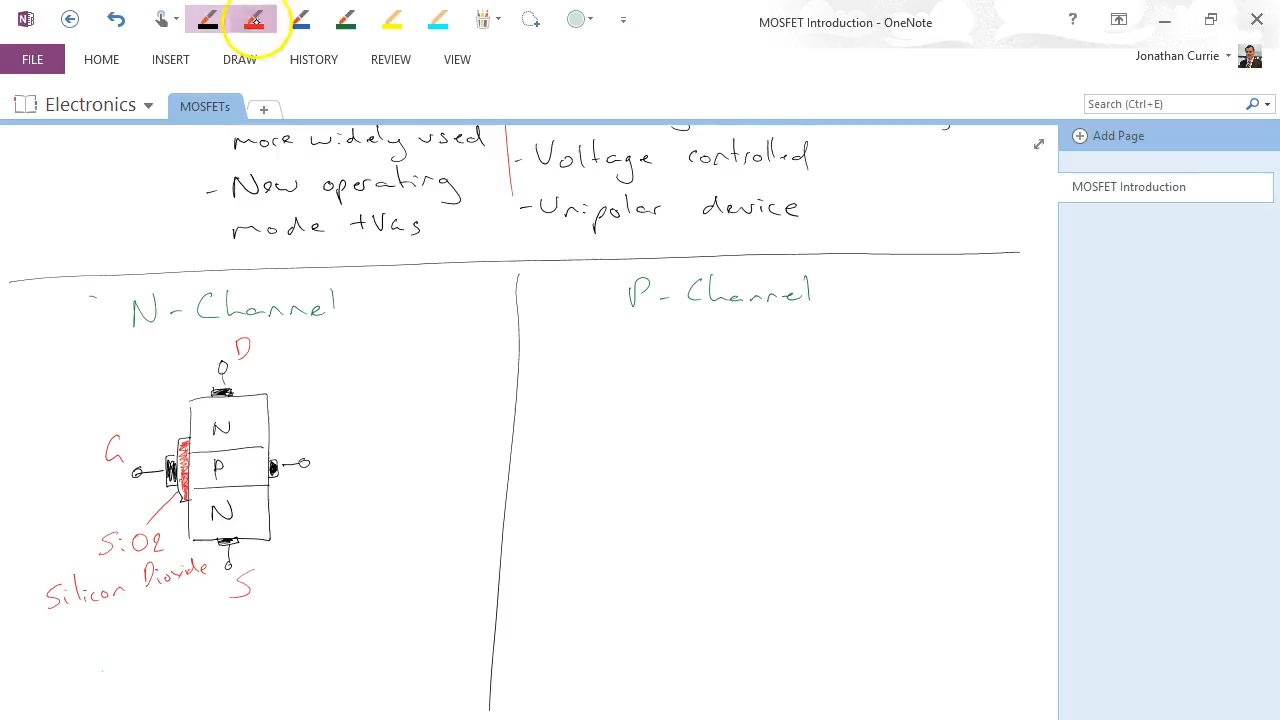 MOSFET Introduction - OneNote
?
Jonathan Currie
FILE HOME INSERT DRAW HISTORY REVIEW VIEW
Electronics
MOSFETs
Search (Ctrl+E)
Add Page
MOSFET Introduction
more widely used
- New operating
mode +VGS
- Voltage controlled
- Unipolar device
N - Channel
D
N
G
P
N
SiO2
Silicon Dioxide
S
P - Channel